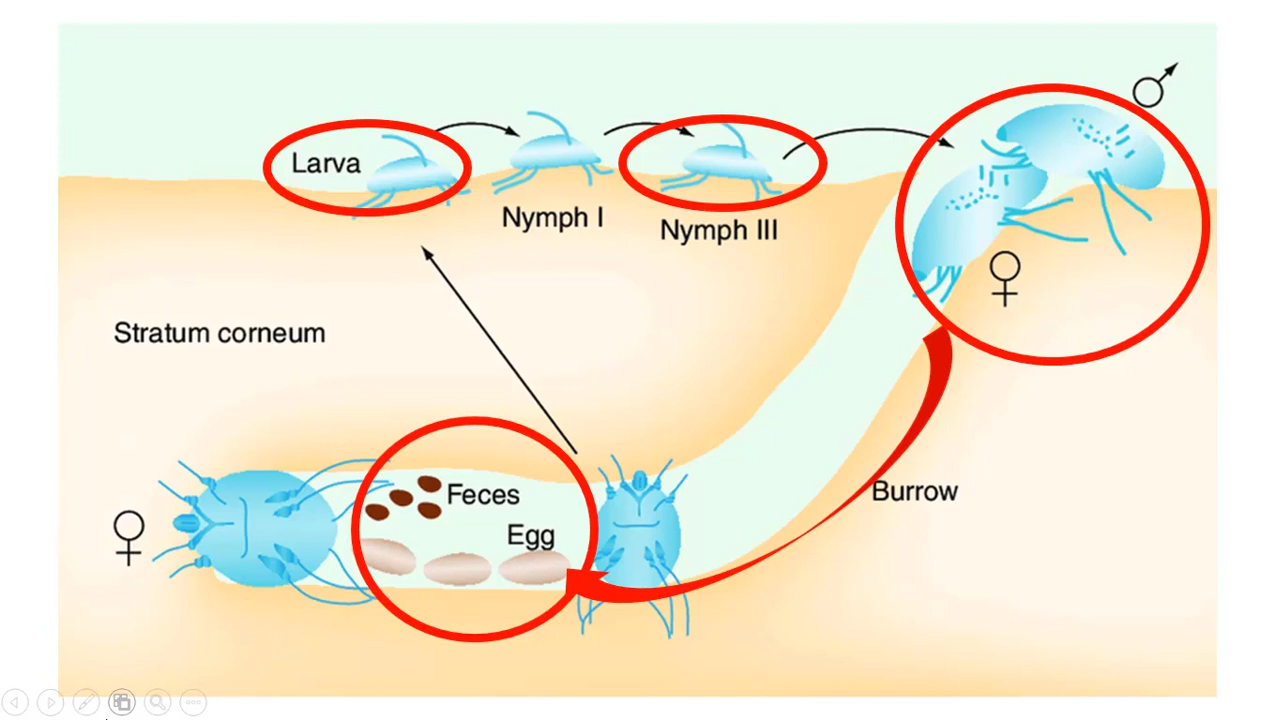 Larva
Nymph I
Nymph III
Stratum corneum
Feces
Egg
Burrow